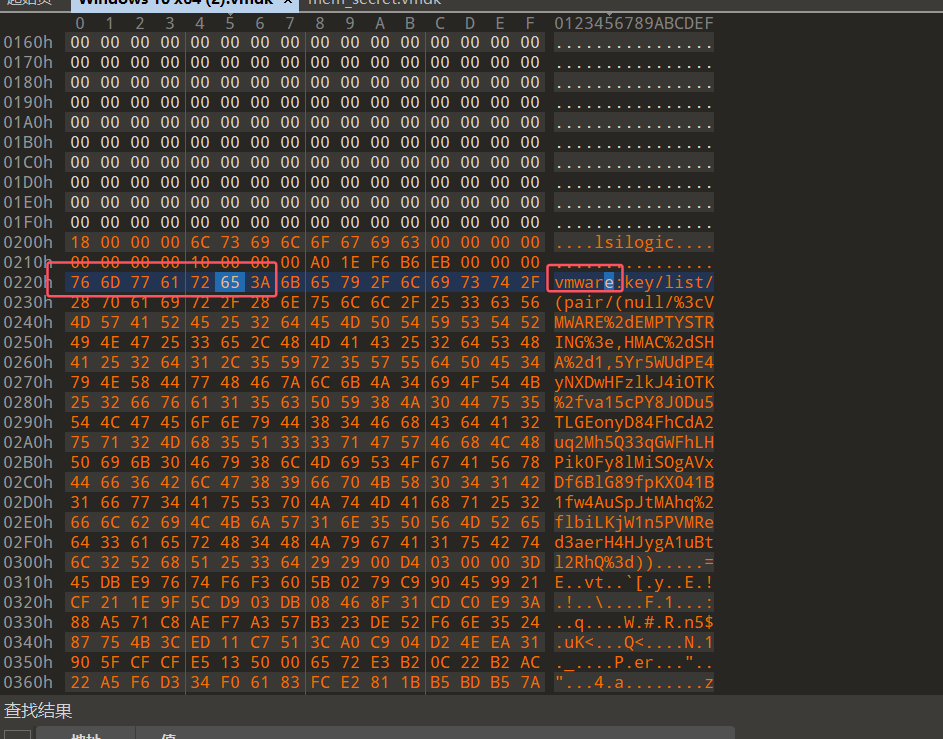 Windows 10 x64 (2).vmdk × mem_secret.vmdk
0 1 2 3 4 5 6 7 8 9 A B C D E F 0123456789ABCDEF
0160h 00 00 00 00 00 00 00 00 00 00 00 00 00 00 00 00 ................
0170h 00 00 00 00 00 00 00 00 00 00 00 00 00 00 00 00 ................
0180h 00 00 00 00 00 00 00 00 00 00 00 00 00 00 00 00 ................
0190h 00 00 00 00 00 00 00 00 00 00 00 00 00 00 00 00 ................
01A0h 00 00 00 00 00 00 00 00 00 00 00 00 00 00 00 00 ................
01B0h 00 00 00 00 00 00 00 00 00 00 00 00 00 00 00 00 ................
01C0h 00 00 00 00 00 00 00 00 00 00 00 00 00 00 00 00 ................
01D0h 00 00 00 00 00 00 00 00 00 00 00 00 00 00 00 00 ................
01E0h 00 00 00 00 00 00 00 00 00 00 00 00 00 00 00 00 ................
01F0h 00 00 00 00 00 00 00 00 00 00 00 00 00 00 00 00 ................
0200h 18 00 00 00 6C 73 69 6C 6F 67 69 63 00 00 00 00 ....lsilogic....
0210h 00 00 00 00 10 00 00 00 A0 1E F6 B6 EB 00 00 00 ................
0220h 76 6D 77 61 72 65 3A 6B 65 79 2F 6C 69 73 74 2F vmware:key/list/
0230h 28 70 61 69 72 2F 28 6E 75 6C 6C 2F 25 33 63 56 (pair/(null/%3cV
0240h 4D 57 41 52 45 25 32 64 45 4D 50 54 59 53 54 52 MWARE%2dEMPTYSTR
0250h 49 4E 47 25 33 65 2C 48 4D 41 43 25 32 64 53 48 ING%3e,HMAC%2dSH
0260h 41 25 32 64 31 2C 35 59 72 35 57 55 64 50 45 34 A%2d1,5Yr5WUdPE4
0270h 79 4E 58 44 77 48 46 7A 6C 6B 4A 34 69 4F 54 4B yNXDwHFzlkJ4iOTK
0280h 25 32 66 76 61 31 35 63 50 59 38 4A 30 44 75 35 %2fva15cPY8J0Du5
0290h 54 4C 47 45 6F 6E 79 44 38 34 46 68 43 64 41 32 TLGEonyD84FhCdA2
02A0h 75 71 32 4D 68 35 51 33 33 71 47 57 46 68 4C 48 uq2Mh5Q33qGWFhLH
02B0h 50 69 6B 30 46 79 38 6C 4D 69 53 4F 67 41 56 78 Pik0Fy8lMiSOgAVx
02C0h 44 66 36 42 6C 47 38 39 66 70 4B 58 30 34 31 42 Df6BlG89fpKX041B
02D0h 31 66 77 34 41 75 53 70 4A 74 4D 41 68 71 25 32 1fw4AuSpJtMAhq%2
02E0h 66 6C 62 69 4C 4B 6A 57 31 6E 35 50 56 4D 52 65 flbiLKjW1n5PVMRe
02F0h 64 33 61 65 72 48 34 48 4A 79 67 41 31 75 42 74 d3aerH4HJygA1uBt
0300h 6C 32 52 68 51 25 33 64 29 29 00 D4 03 00 00 3D l2RhQ%3d)).....=
0310h 45 DB E9 76 74 F6 F3 60 5B 02 79 C9 90 45 99 21 E..vt..`[.y..E.!
0320h CF 21 1E 9F 5C D9 03 DB 08 46 8F 31 CD C0 E9 3A .!..\....F.1...:
0330h 88 A5 71 C8 AE F7 A3 57 B3 23 DE 52 F6 6E 35 24 ..q....W.#.R.n5$
0340h 87 75 4B 3C ED 11 C7 51 3C A0 C9 04 D2 4E EA 31 .uK<...Q<....N.1
0350h 90 5F CF CF E5 13 50 00 65 72 E3 B2 0C 22 B2 AC ._....P.er..."..
0360h 22 A5 F6 D3 34 F0 61 83 FC E2 81 1B B5 BD B5 7A "...4.a........z
查找结果
地址 值